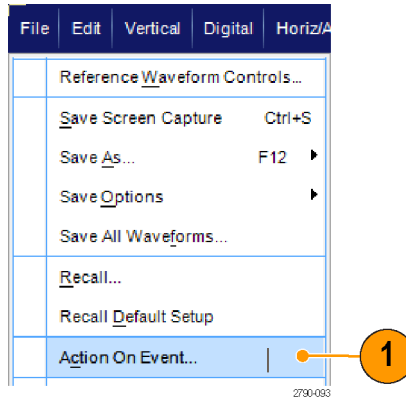 File Edit Vertical Digital Horiz/A
Reference Waveform Controls...
Save Screen Capture Ctrl+S
Save As... F12
Save Options
Save All Waveforms...
Recall...
Recall Default Setup
Action On Event...
1
2790-093